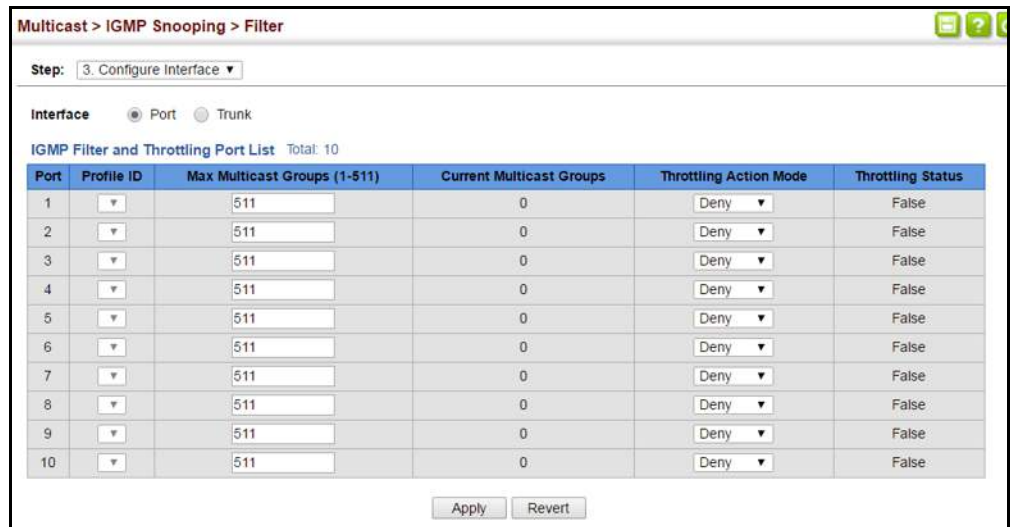 Multicast > IGMP Snooping > Filter
?
Step: 3. Configure Interface
Interface Port Trunk
IGMP Filter and Throttling Port List Total: 10
Port Profile ID Max Multicast Groups (1-511) Current Multicast Groups Throttling Action Mode Throttling Status
1 511 0 Deny False
2 511 0 Deny False
3 511 0 Deny False
4 511 0 Deny False
5 511 0 Deny False
6 511 0 Deny False
7 511 0 Deny False
8 511 0 Deny False
9 511 0 Deny False
10 511 0 Deny False
Apply Revert